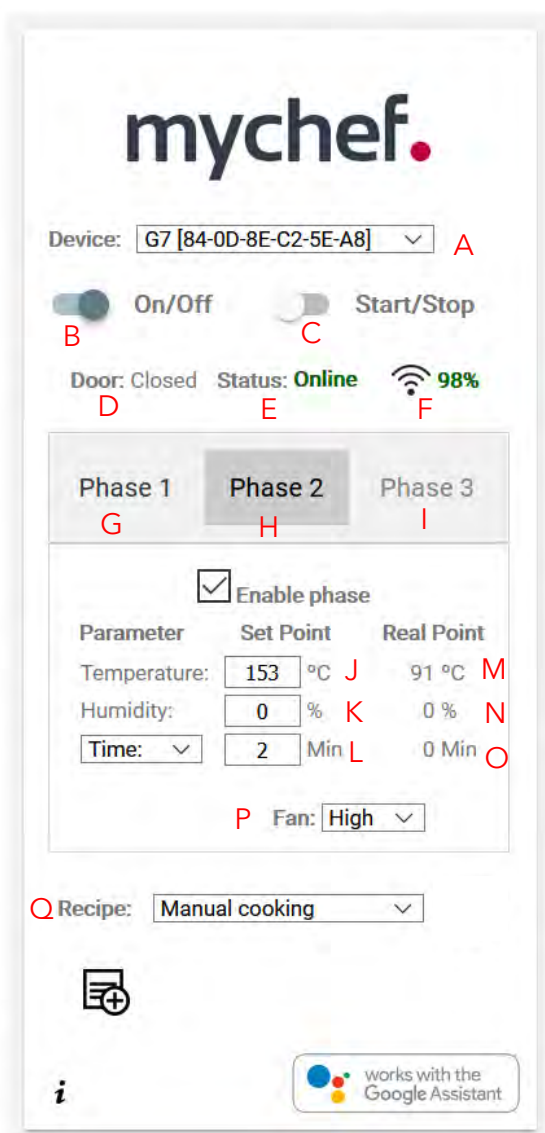 mychef.
Device: G7 [84-0D-8E-C2-5E-A8] A
On/Off Start/Stop
B C
Door: Closed Status: Online 98%
D E F
Phase 1 Phase 2 Phase 3
G H I
Enable phase
Parameter Set Point Real Point
Temperature: 153 ºC J 91 ºC M
Humidity: 0 % K 0 % N
Time: 2 Min L 0 Min O
P Fan: High
Q Recipe: Manual cooking
i
works with the
Google Assistant